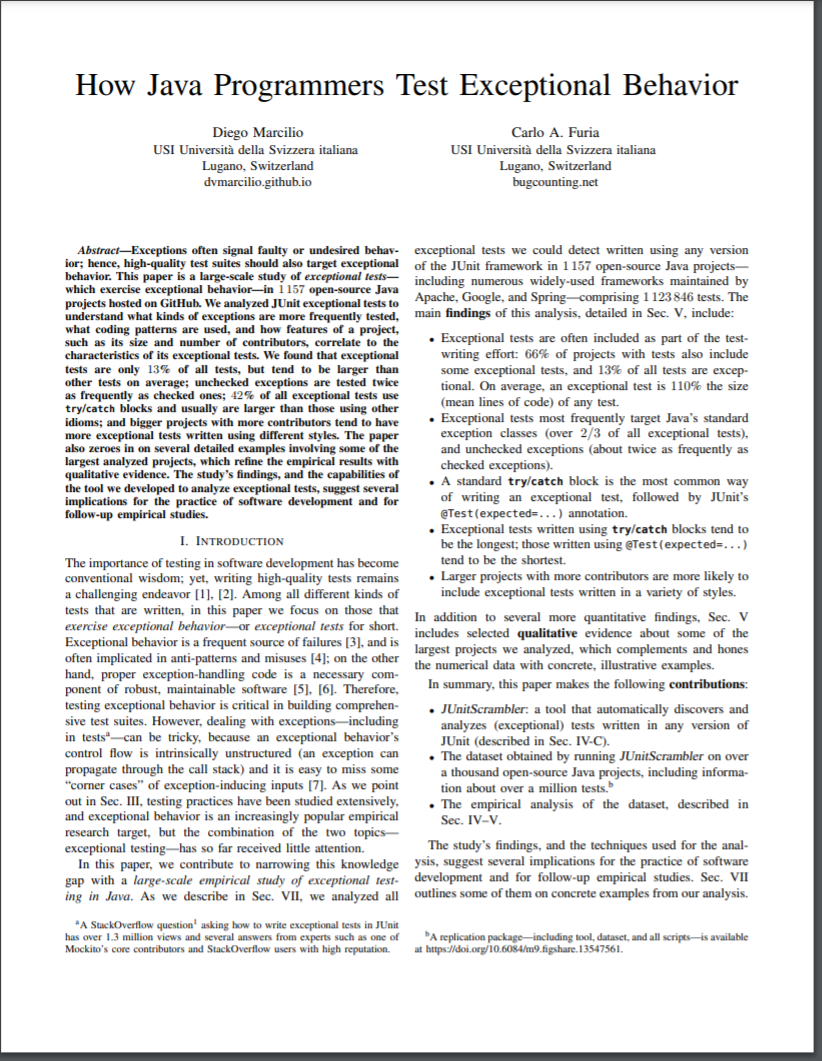 How Java Programmers Test Exceptional Behavior
Diego Marcilio
USI Università della Svizzera italiana
Lugano, Switzerland
dvmarcilio.github.io
Carlo A. Furia
USI Università della Svizzera italiana
Lugano, Switzerland
bugcounting.net
Abstract—Exceptions often signal faulty or undesired behav-
ior; hence, high-quality test suites should also target exceptional
behavior. This paper is a large-scale study of exceptional tests—
which exercise exceptional behavior—in 1 157 open-source Java
projects hosted on GitHub. We analyzed JUnit exceptional tests to
understand what kinds of exceptions are more frequently tested,
what coding patterns are used, and how features of a project,
such as its size and number of contributors, correlate to the
characteristics of its exceptional tests. We found that exceptional
tests are only 13% of all tests, but tend to be larger than
other tests on average; unchecked exceptions are tested twice
as frequently as checked ones; 42% of all exceptional tests use
try/catch blocks and usually are larger than those using other
idioms; and bigger projects with more contributors tend to have
more exceptional tests written using different styles. The paper
also zeroes in on several detailed examples involving some of the
largest analyzed projects, which refine the empirical results with
qualitative evidence. The study's findings, and the capabilities of
the tool we developed to analyze exceptional tests, suggest several
implications for the practice of software development and for
follow-up empirical studies.
I. INTRODUCTION
The importance of testing in software development has become
conventional wisdom; yet, writing high-quality tests remains
a challenging endeavor [1], [2]. Among all different kinds of
tests that are written, in this paper we focus on those that
exercise exceptional behavior—or exceptional tests for short.
Exceptional behavior is a frequent source of failures [3], and is
often implicated in anti-patterns and misuses [4]; on the other
hand, proper exception-handling code is a necessary com-
ponent of robust, maintainable software [5], [6]. Therefore,
testing exceptional behavior is critical in building comprehen-
sive test suites. However, dealing with exceptions—including
in testsᵃ—can be tricky, because an exceptional behavior's
control flow is intrinsically unstructured (an exception can
propagate through the call stack) and it is easy to miss some
"corner cases" of exception-inducing inputs [7]. As we point
out in Sec. III, testing practices have been studied extensively,
and exceptional behavior is an increasingly popular empirical
research target, but the combination of the two topics—
exceptional testing—has so far received little attention.
In this paper, we contribute to narrowing this knowledge
gap with a large-scale empirical study of exceptional test-
ing in Java. As we describe in Sec. VII, we analyzed all
ᵃA StackOverflow question¹ asking how to write exceptional tests in JUnit
has over 1.3 million views and several answers from experts such as one of
Mockito's core contributors and StackOverflow users with high reputation.
exceptional tests we could detect written using any version
of the JUnit framework in 1 157 open-source Java projects—
including numerous widely-used frameworks maintained by
Apache, Google, and Spring—comprising 1 123 846 tests. The
main findings of this analysis, detailed in Sec. V, include:
• Exceptional tests are often included as part of the test-
writing effort: 66% of projects with tests also include
some exceptional tests, and 13% of all tests are excep-
tional. On average, an exceptional test is 110% the size
(mean lines of code) of any test.
• Exceptional tests most frequently target Java's standard
exception classes (over 2/3 of all exceptional tests),
and unchecked exceptions (about twice as frequently as
checked exceptions).
• A standard try/catch block is the most common way
of writing an exceptional test, followed by JUnit's
@Test(expected=...) annotation.
• Exceptional tests written using try/catch blocks tend to
be the longest; those written using @Test(expected=...)
tend to be the shortest.
• Larger projects with more contributors are more likely to
include exceptional tests written in a variety of styles.
In addition to several more quantitative findings, Sec. V
includes selected qualitative evidence about some of the
largest projects we analyzed, which complements and hones
the numerical data with concrete, illustrative examples.
In summary, this paper makes the following contributions:
• JUnitScrambler: a tool that automatically discovers and
analyzes (exceptional) tests written in any version of
JUnit (described in Sec. IV-C).
• The dataset obtained by running JUnitScrambler on over
a thousand open-source Java projects, including informa-
tion about over a million tests.ᵇ
• The empirical analysis of the dataset, described in
Sec. IV–V.
The study's findings, and the techniques used for the anal-
ysis, suggest several implications for the practice of software
development and for follow-up empirical studies. Sec. VII
outlines some of them on concrete examples from our analysis.
ᵇA replication package—including tool, dataset, and all scripts—is available
at https://doi.org/10.6084/m9.figshare.13547561.